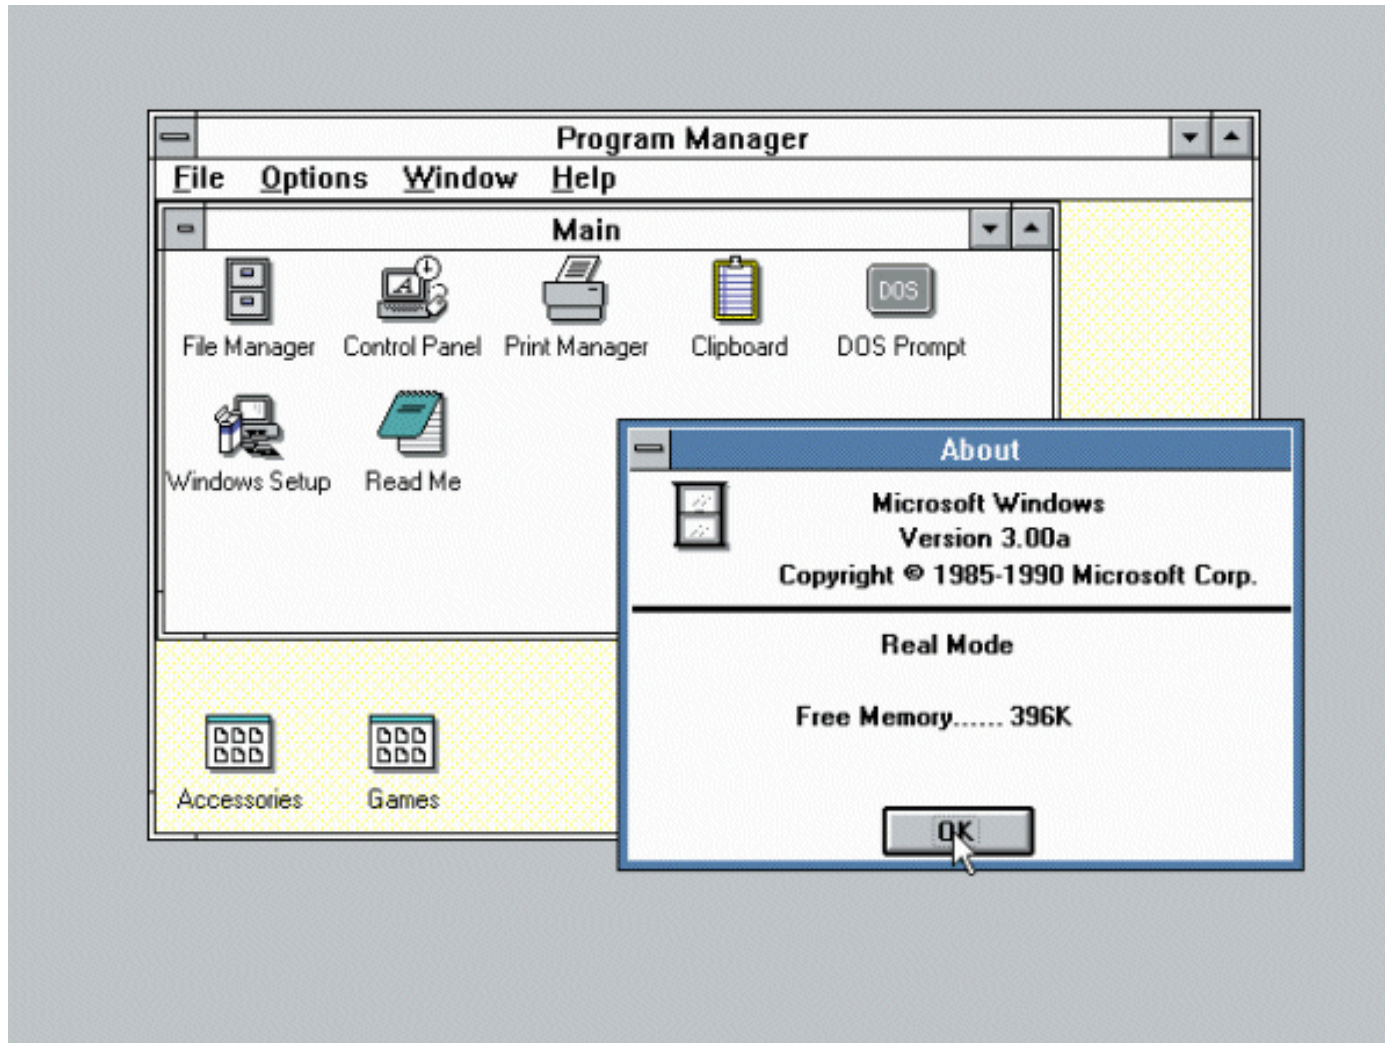 Program Manager
File Options Window Help
Main
File Manager Control Panel Print Manager Clipboard DOS DOS Prompt
Windows Setup Read Me
About
Microsoft Windows
Version 3.00a
Copyright © 1985-1990 Microsoft Corp.
Real Mode
Free Memory...... 396K
OK
Accessories Games